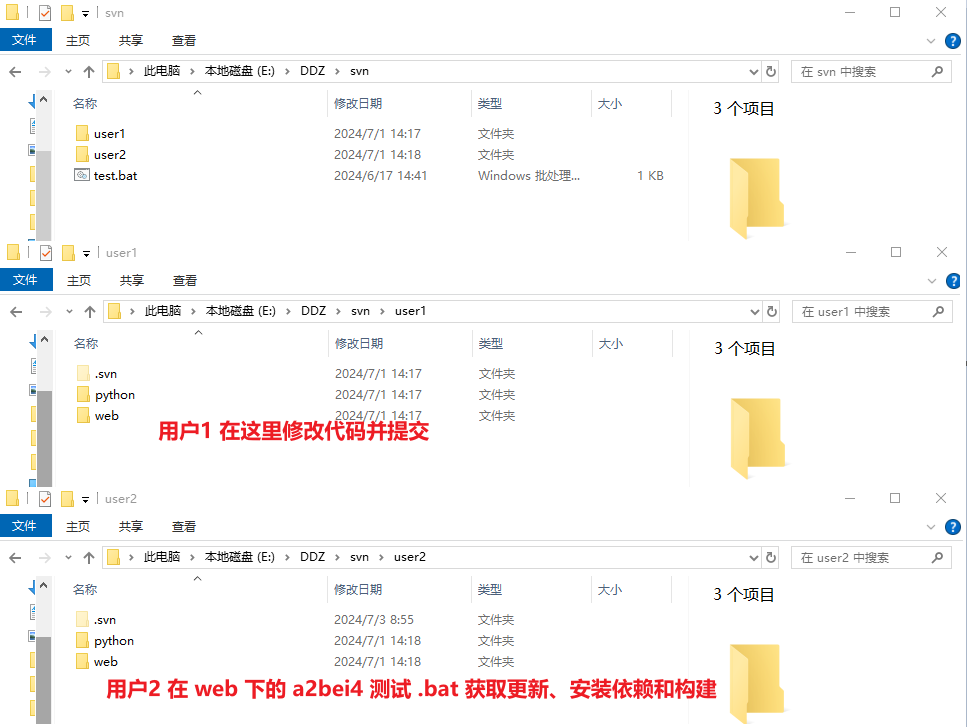 svn
文件 主页 共享 查看
此电脑 本地磁盘 (E:) DDZ svn 在 svn 中搜索
名称 修改日期 类型 大小
3 个项目
user1 2024/7/1 14:17 文件夹
user2 2024/7/1 14:18 文件夹
test.bat 2024/6/17 14:41 Windows 批处理... 1 KB
user1
文件 主页 共享 查看
此电脑 本地磁盘 (E:) DDZ svn user1 在 user1 中搜索
名称 修改日期 类型 大小
3 个项目
.svn 2024/7/1 14:17 文件夹
python 2024/7/1 14:17 文件夹
web 2024/7/1 14:17 文件夹
用户1 在这里修改代码并提交
user2
文件 主页 共享 查看
此电脑 本地磁盘 (E:) DDZ svn user2 在 user2 中搜索
名称 修改日期 类型 大小
3 个项目
.svn 2024/7/3 8:55 文件夹
python 2024/7/1 14:18 文件夹
web 2024/7/1 14:18 文件夹
用户2 在 web 下的 a2bei4 测试 .bat 获取更新、安装依赖和构建